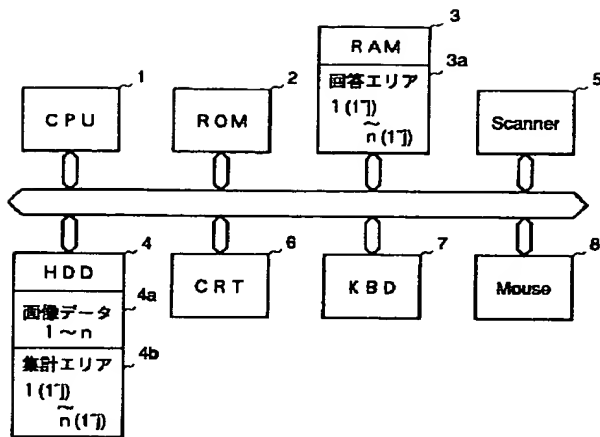 3
RAM
3a
回答エリア
1 (1~j)
~
n (1~j)
1
CPU
2
ROM
5
Scanner
4
HDD
4a
画像データ
1~n
4b
集計エリア
1 (1~j)
~
n (1~j)
6
CRT
7
KBD
8
Mouse